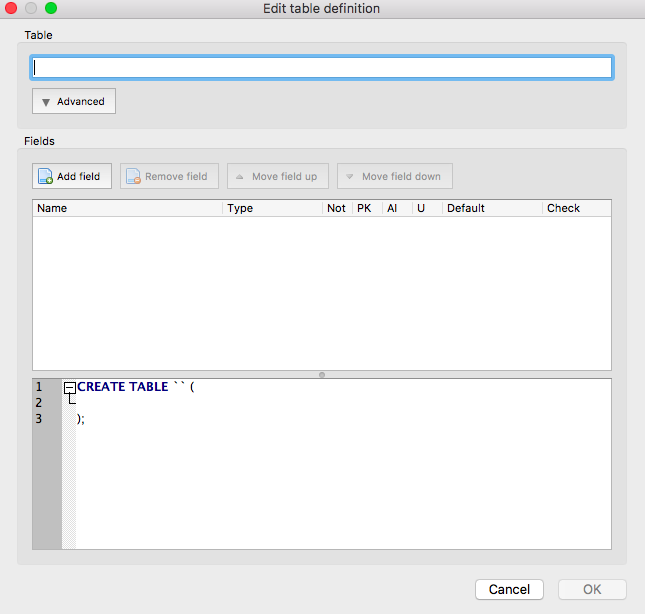 Edit table definition
Table
Advanced
Fields
Add field Remove field Move field up Move field down
Name Type Not PK AI U Default Check
1 CREATE TABLE `` (
2
3 );
Cancel OK